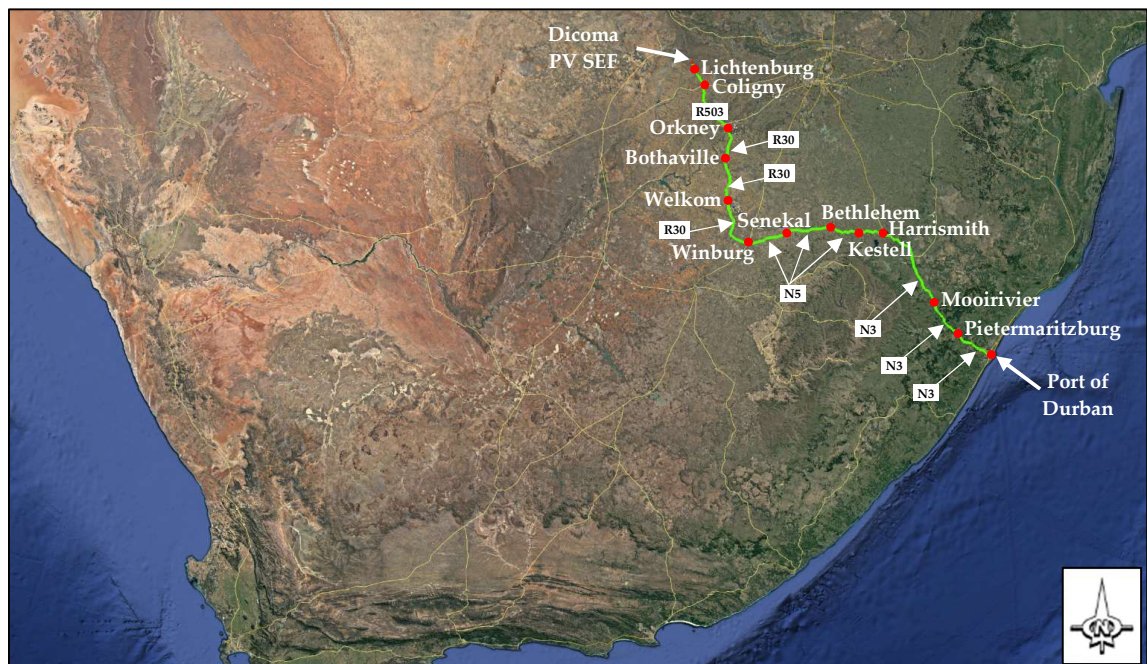 Dicoma
PV SEF
Lichtenburg
Coligny
R503
Orkney
R30
Bothaville
R30
Welkom
R30
Senekal
Bethlehem
Harrismith
Winburg
Kestell
N5
Mooirivier
N3
Pietermaritzburg
N3
N3
Port of
Durban
N